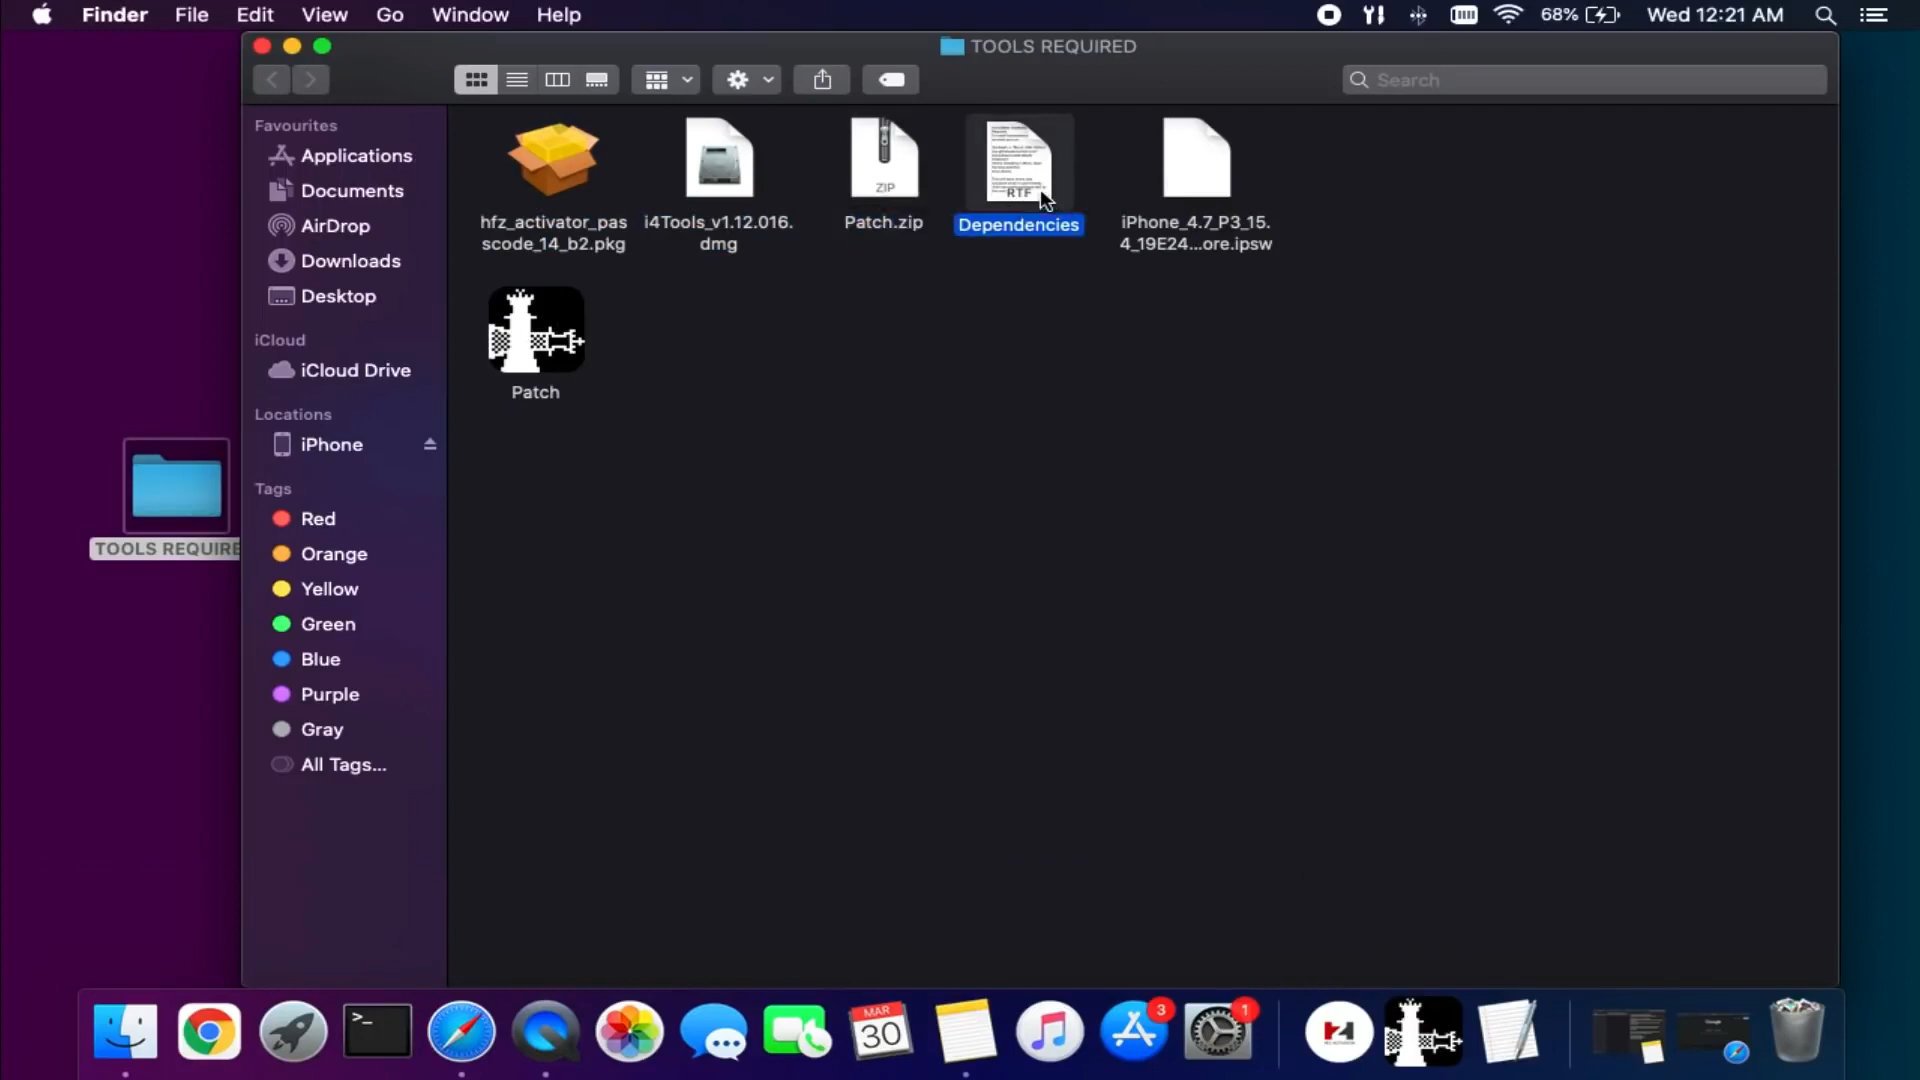 Finder File Edit View Go Window Help 68% Wed 12:21 AM
TOOLS REQUIRED
Search
Favourites
Applications
Documents
AirDrop
Downloads
Desktop
iCloud
iCloud Drive
Locations
iPhone
Tags
Red
Orange
Yellow
Green
Blue
Purple
Gray
All Tags...
hfz_activator_pas
scode_14_b2.pkg
i4Tools_v1.12.016.
dmg
ZIP
Patch.zip
RTF
Dependencies
iPhone_4.7_P3_15.
4_19E24...ore.ipsw
Patch
TOOLS REQUIRE
MAR
30
3
1